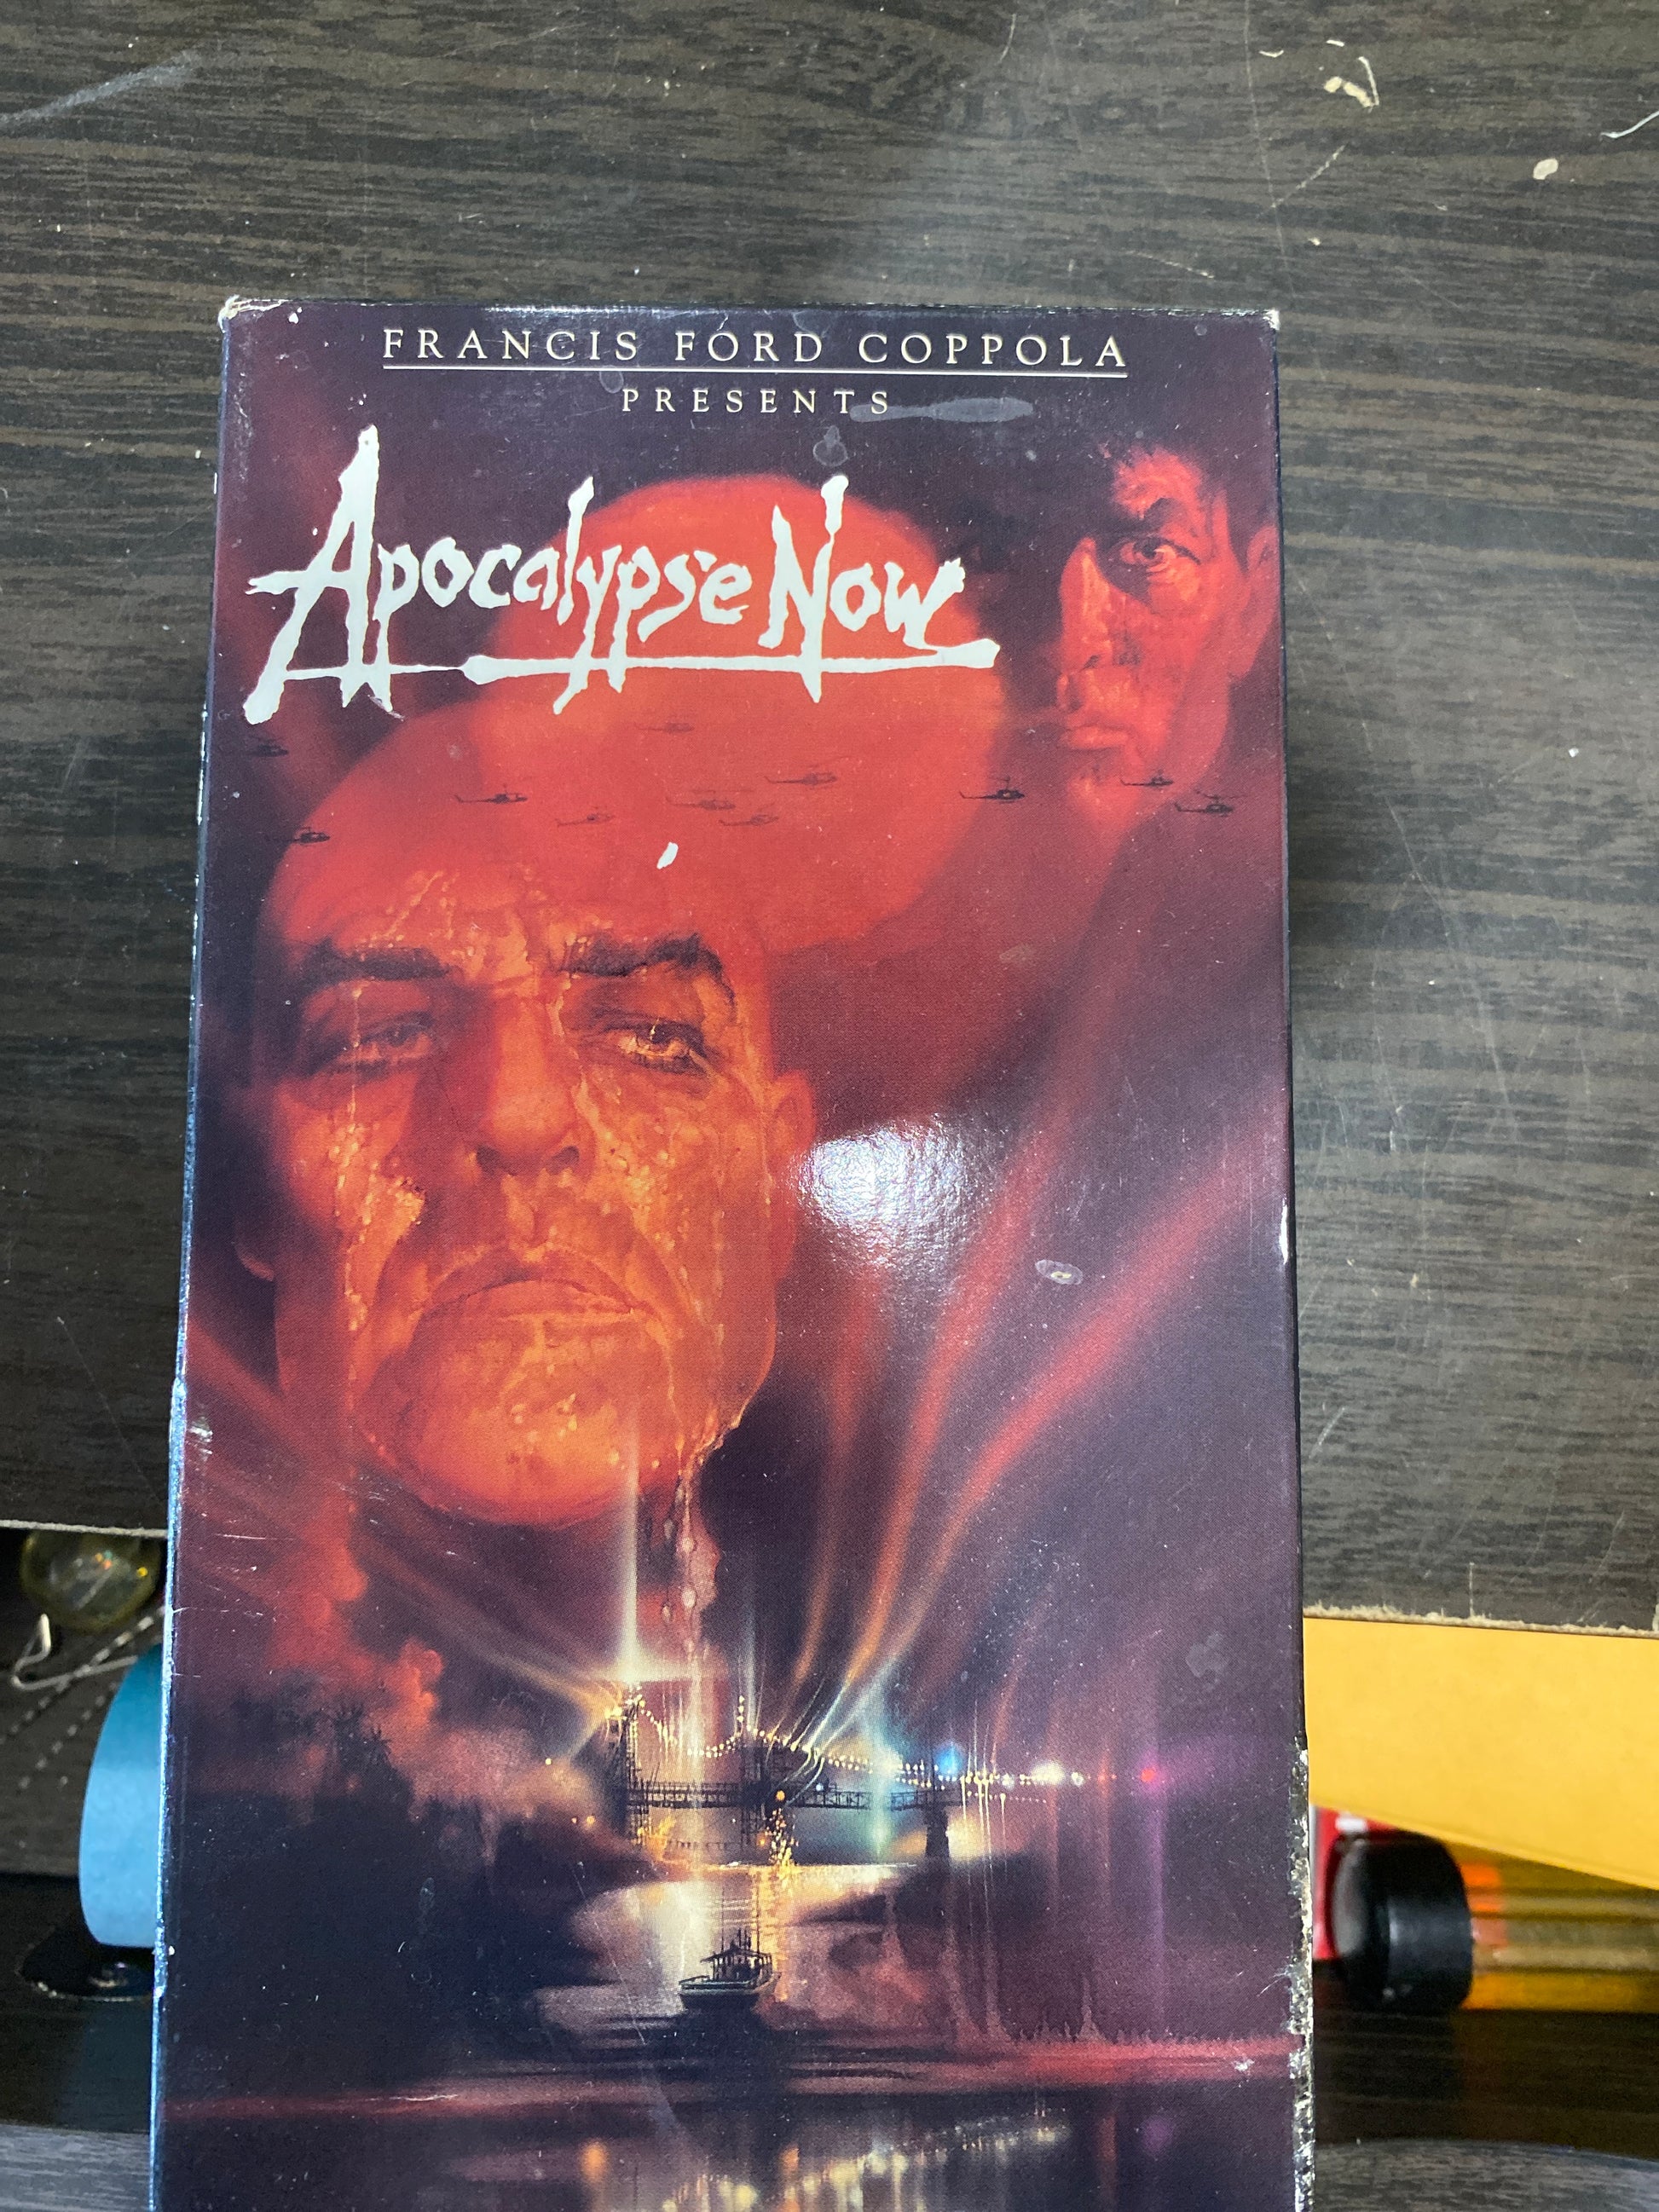 FRANCIS FORD COPPOLA
PRESENTS
Apocalypse Now